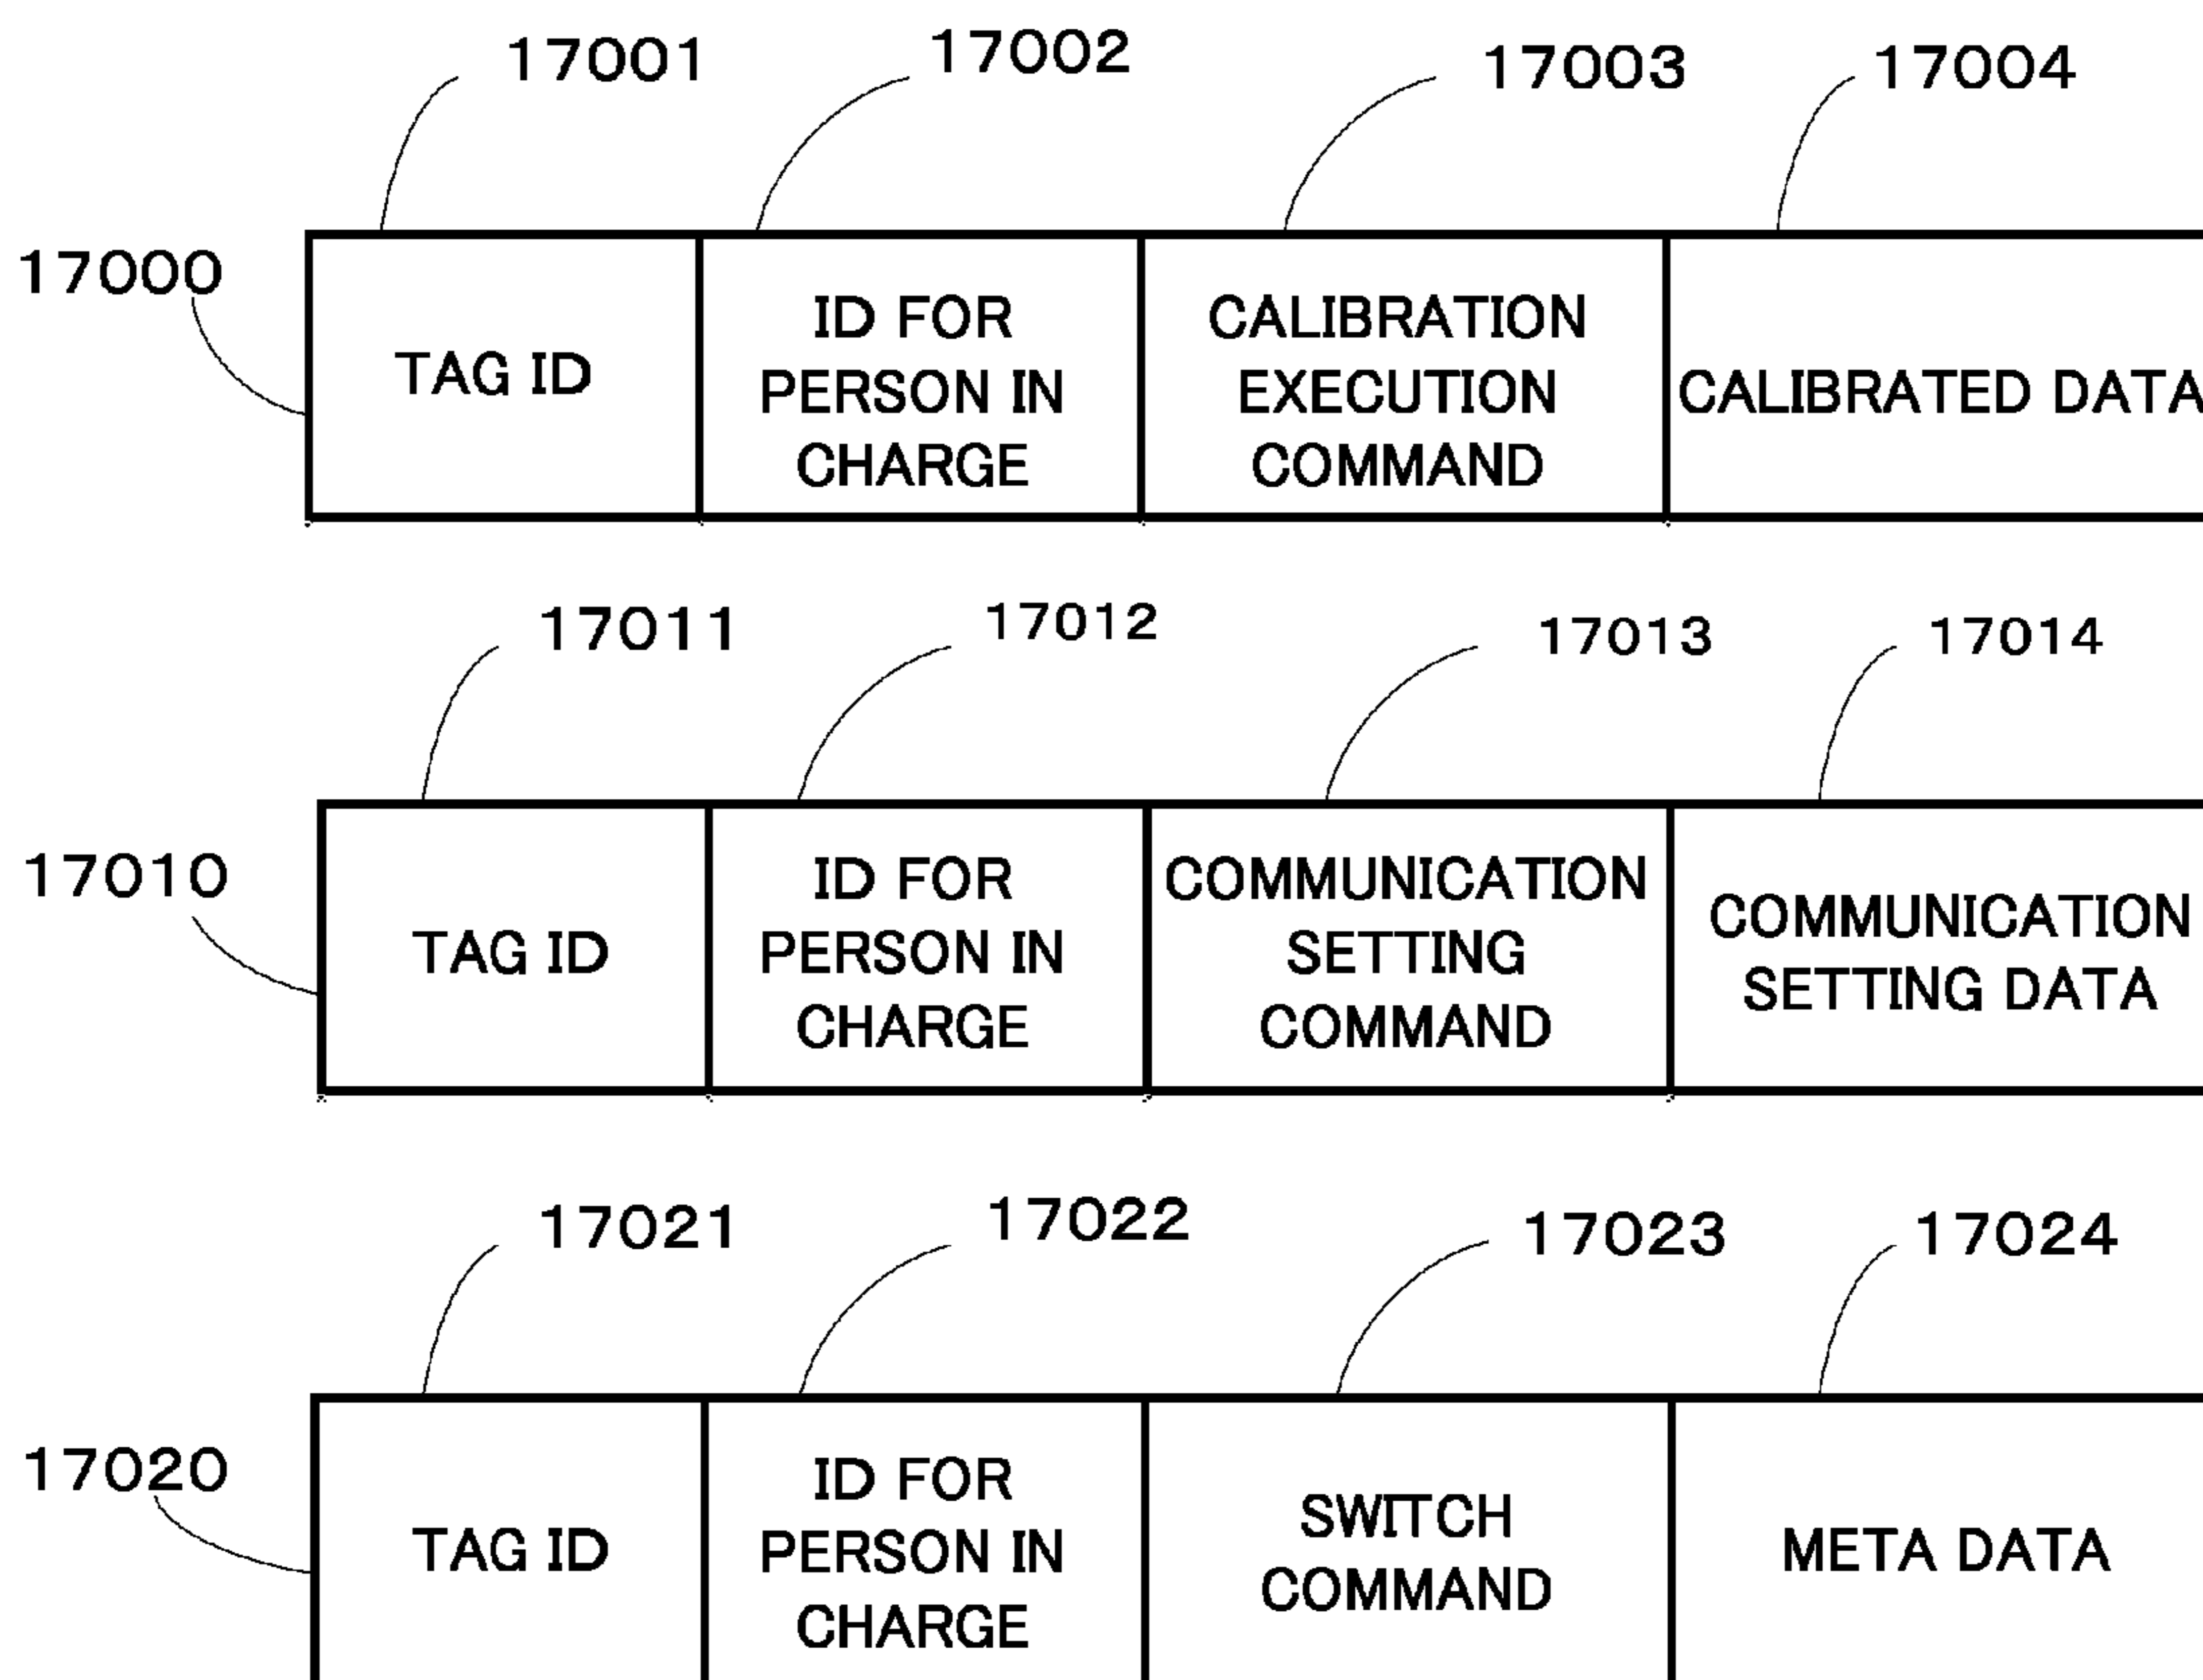 17001 17002 17003 17004
17000
TAG ID
ID FOR
PERSON IN
CHARGE
CALIBRATION
EXECUTION
COMMAND
CALIBRATED DATA
17011 17012 17013 17014
17010
TAG ID
ID FOR
PERSON IN
CHARGE
COMMUNICATION
SETTING
COMMAND
COMMUNICATION
SETTING DATA
17021 17022 17023 17024
17020
TAG ID
ID FOR
PERSON IN
CHARGE
SWITCH
COMMAND
META DATA